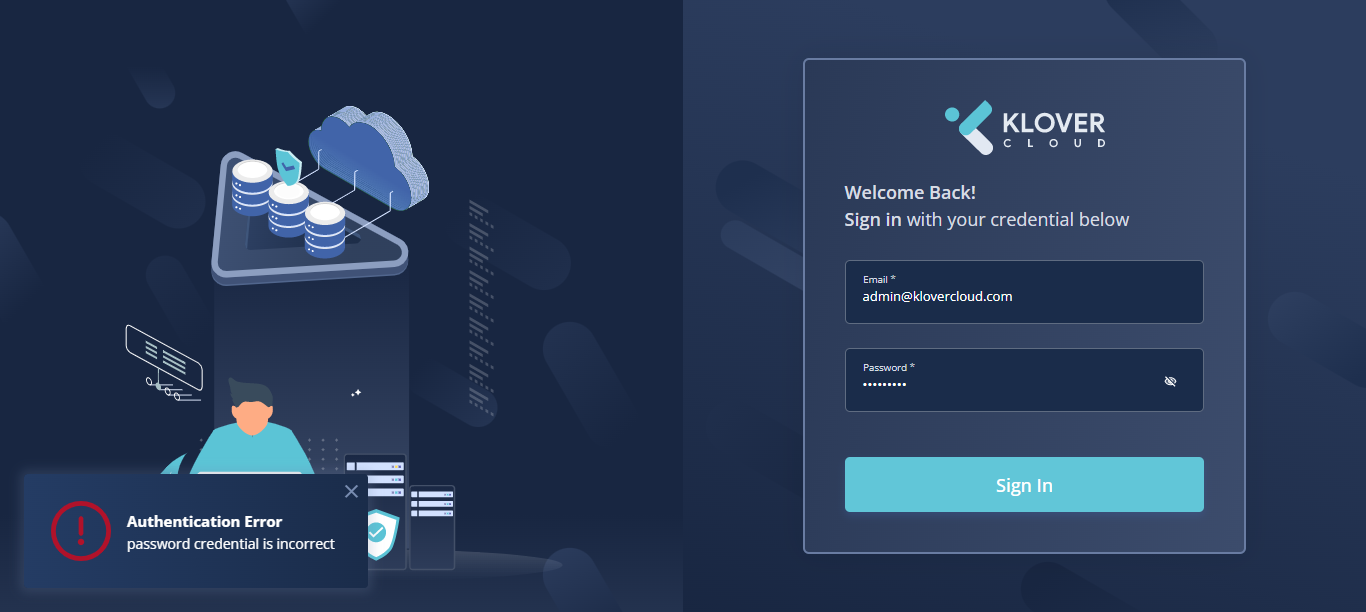 KLOVER
CLOUD
Welcome Back!
Sign in with your credential below
Email *
admin@klovercloud.com
Password *
•••••••••
Sign In
Authentication Error
password credential is incorrect